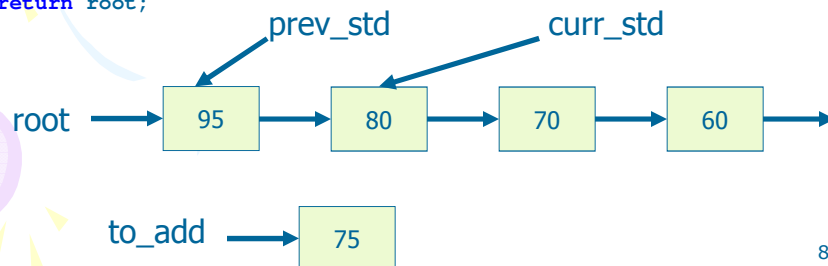 return root;
prev_std curr_std
root 95 80 70 60
to_add 75
8